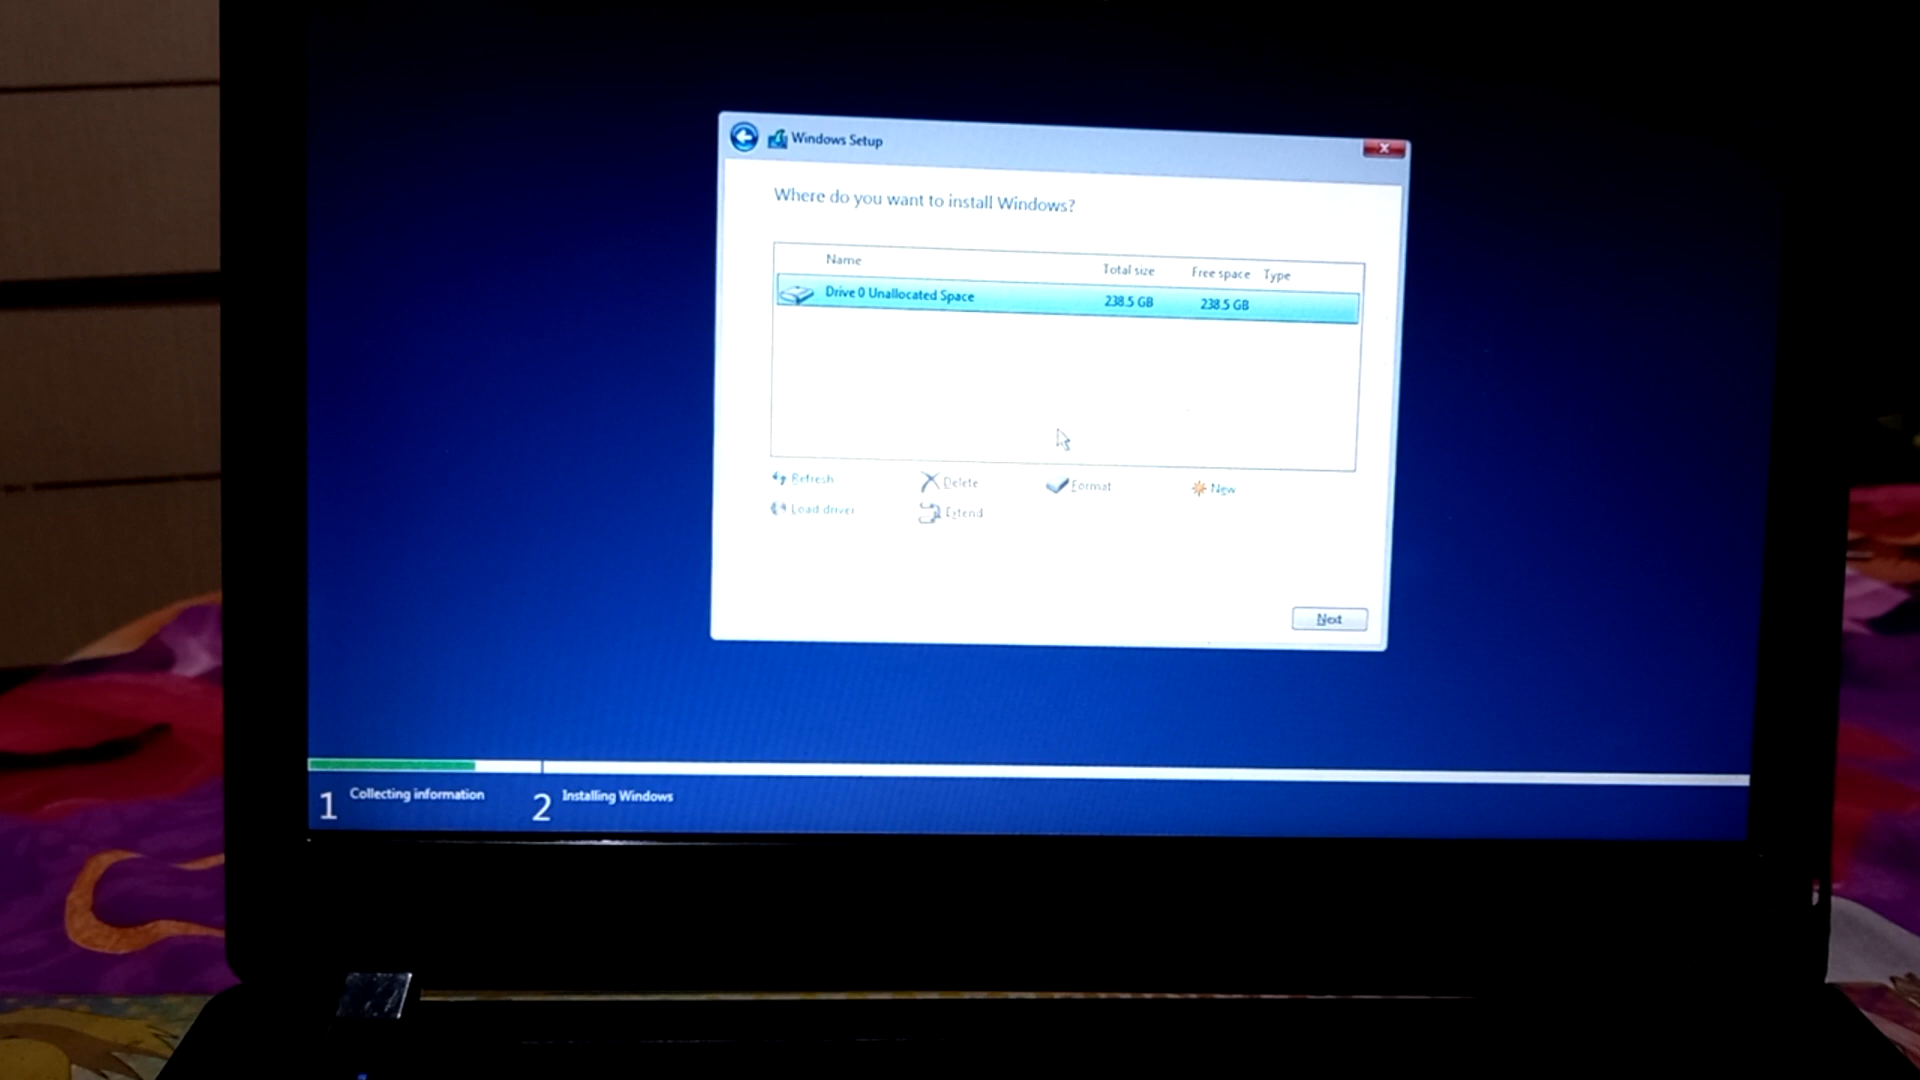 Windows Setup
Where do you want to install Windows?
Name Total size Free space Type
Drive 0 Unallocated Space 238.5 GB 238.5 GB
Refresh Delete Format New
Load driver Extend
Next
1 Collecting information 2 Installing Windows